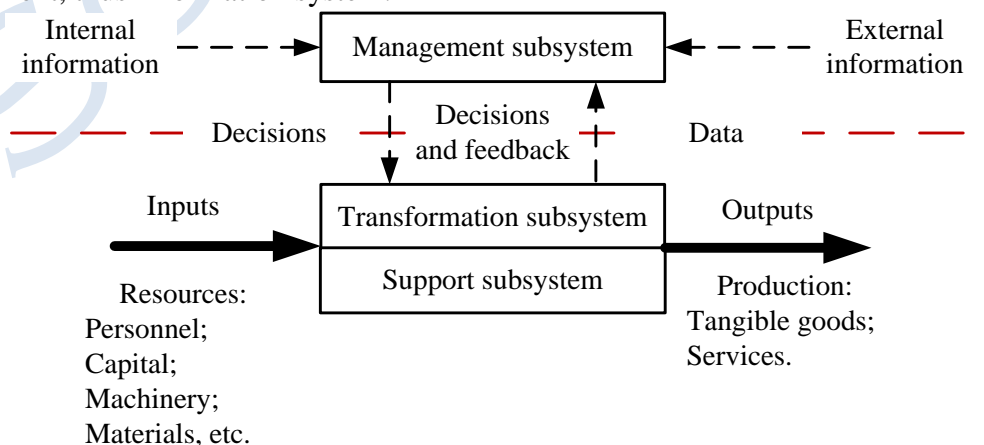 Internal
information
Management subsystem
External
information
Decisions
Decisions
and feedback
Data
Inputs
Transformation subsystem
Outputs
Support subsystem
Resources:
Personnel;
Capital;
Machinery;
Materials, etc.
Production:
Tangible goods;
Services.